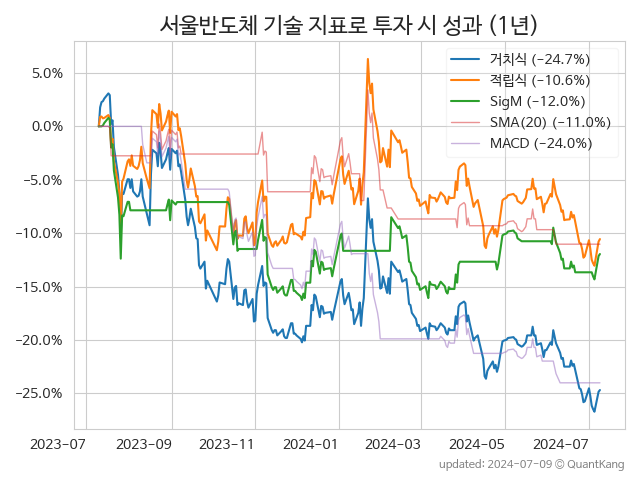 서울반도체 기술 지표로 투자 시 성과 (1년)
거치식 (−24.7%)
적립식 (−10.6%)
SigM (−12.0%)
SMA(20) (−11.0%)
MACD (−24.0%)
5.0%
0.0%
−5.0%
−10.0%
−15.0%
−20.0%
−25.0%
2023-07 2023-09 2023-11 2024-01 2024-03 2024-05 2024-07
updated: 2024-07-09 © QuantKang